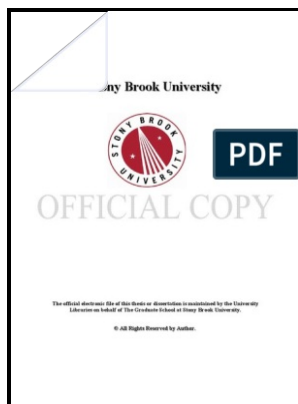 ny Brook University
STONY BROOK
UNIVERSITY
PDF
OFFICIAL COPY
The official electronic file of this thesis or dissertation is maintained by the University
Libraries on behalf of The Graduate School at Stony Brook University.
© All Rights Reserved by Author.